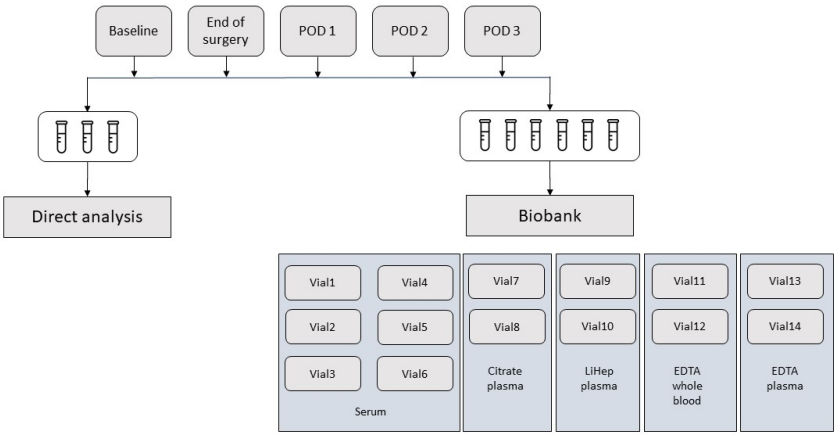 Baseline
End of
surgery
POD 1
POD 2
POD 3
Direct analysis
Biobank
Vial1
Vial4
Vial2
Vial5
Vial3
Vial6
Serum
Vial7
Vial8
Citrate
plasma
Vial9
Vial10
LiHep
plasma
Vial11
Vial12
EDTA
whole
blood
Vial13
Vial14
EDTA
plasma